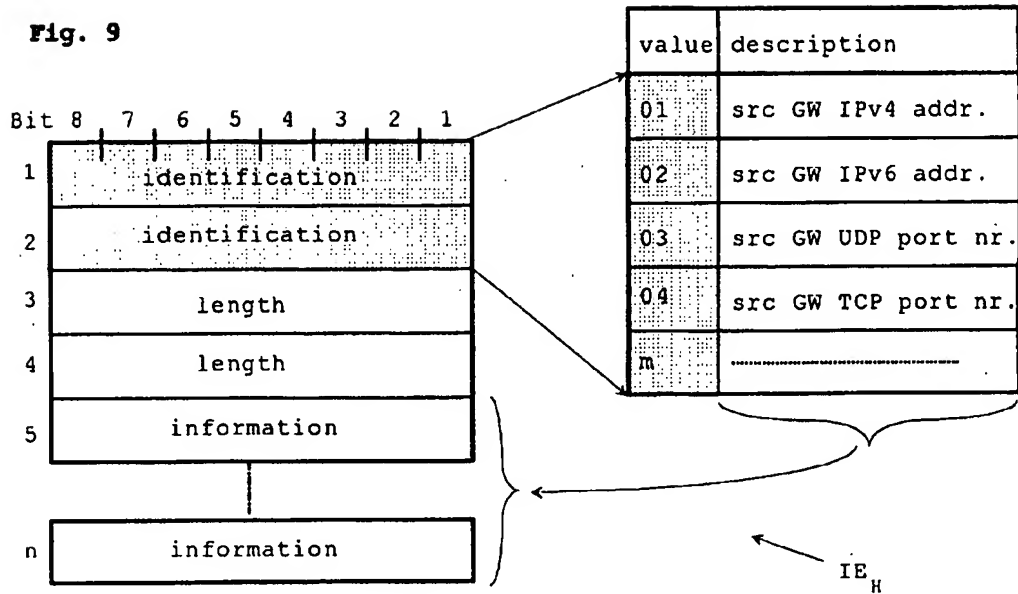 Fig. 9
Bit 8 7 6 5 4 3 2 1
1 identification
2 identification
3 length
4 length
5 information
n information
value description
01 src GW IPv4 addr.
02 src GW IPv6 addr.
03 src GW UDP port nr.
04 src GW TCP port nr.
m
IE H